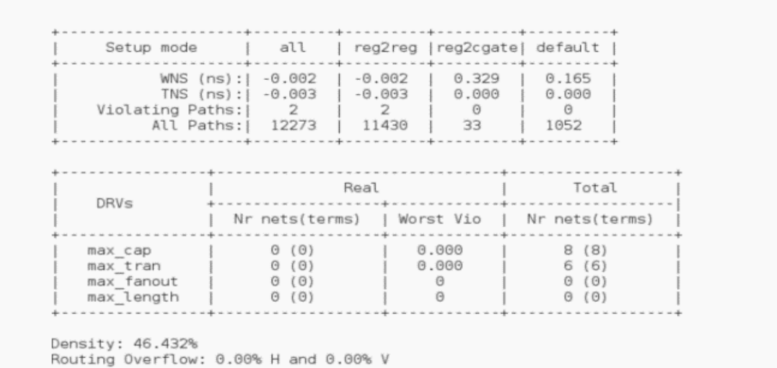 +--------------------+---------+---------+---------+---------+
|     Setup mode     |   all   | reg2reg |reg2cgate| default |
+--------------------+---------+---------+---------+---------+
|           WNS (ns):| -0.002  | -0.002  |  0.329  |  0.165  |
|           TNS (ns):| -0.003  | -0.003  |  0.000  |  0.000  |
|    Violating Paths:|    2    |    2    |    0    |    0    |
|          All Paths:|  12273  |  11430  |   33    |  1052   |
+--------------------+---------+---------+---------+---------+
+----------------+-------------------------------+------------------+
|                |              Real             |       Total      |
|    DRVs        +------------------+------------+------------------|
|                |  Nr nets(terms)  | Worst Vio  |  Nr nets(terms)  |
+----------------+------------------+------------+------------------+
|   max_cap      |      0 (0)       |   0.000    |      8 (8)       |
|   max_tran     |      0 (0)       |   0.000    |      6 (6)       |
|   max_fanout   |      0 (0)       |     0      |      0 (0)       |
|   max_length   |      0 (0)       |     0      |      0 (0)       |
+----------------+------------------+------------+------------------+
Density: 46.432%
Routing Overflow: 0.00% H and 0.00% V